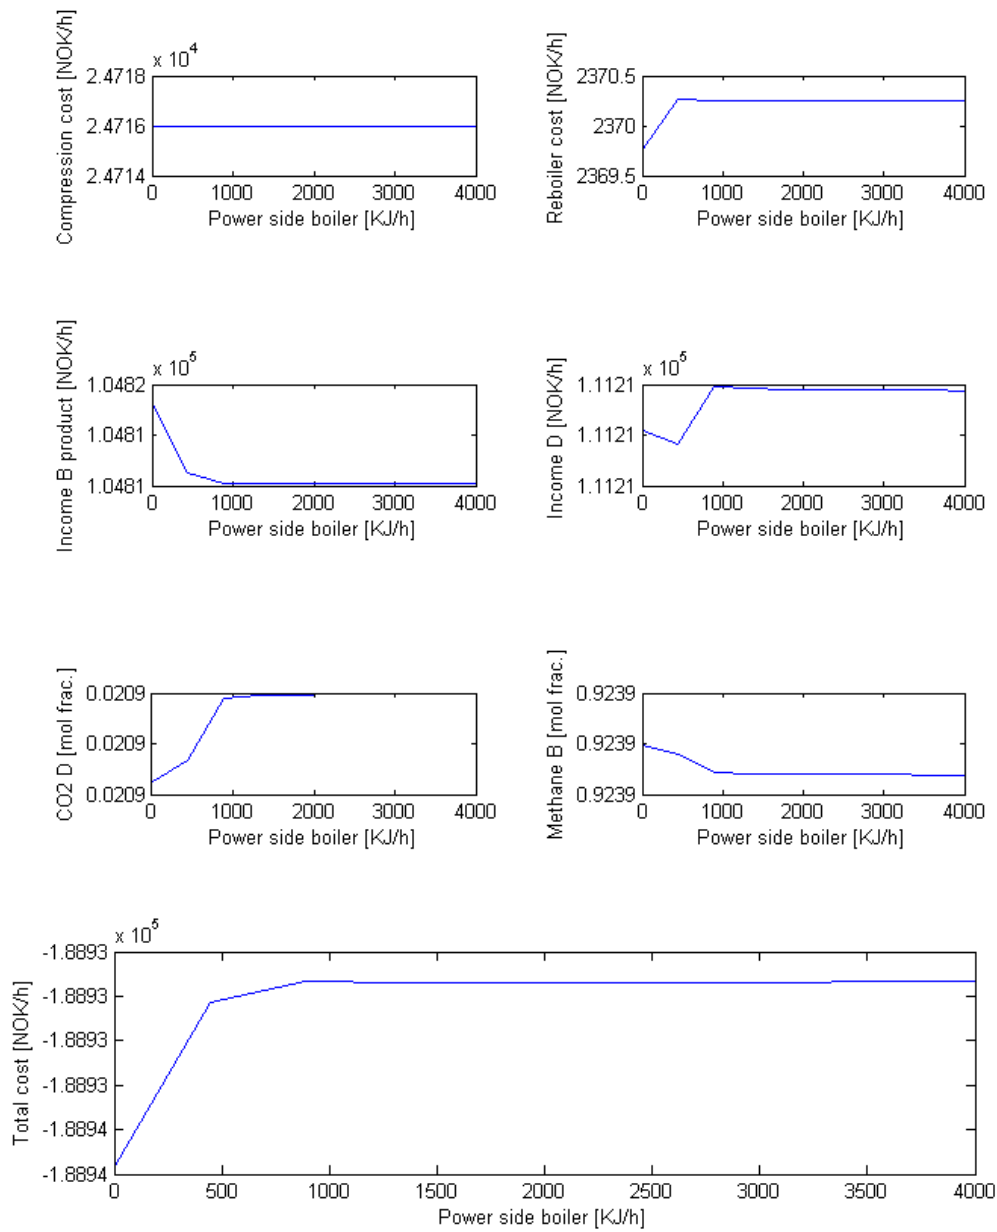 x 10^4
Compression cost [NOK/h]
2.4718
2.4716
2.4714
0 1000 2000 3000 4000
Power side boiler [KJ/h]
Reboiler cost [NOK/h]
2370.5
2370
2369.5
0 1000 2000 3000 4000
Power side boiler [KJ/h]
x 10^5
Income B product [NOK/h]
1.0482
1.0481
1.0481
0 1000 2000 3000 4000
Power side boiler [KJ/h]
x 10^5
Income D [NOK/h]
1.1121
1.1121
1.1121
0 1000 2000 3000 4000
Power side boiler [KJ/h]
CO2 D [mol frac.]
0.0209
0.0209
0.0209
0 1000 2000 3000 4000
Power side boiler [KJ/h]
Methane B [mol frac.]
0.9239
0.9239
0.9239
0 1000 2000 3000 4000
Power side boiler [KJ/h]
x 10^5
Total cost [NOK/h]
-1.8893
-1.8893
-1.8893
-1.8893
-1.8894
-1.8894
0 500 1000 1500 2000 2500 3000 3500 4000
Power side boiler [KJ/h]